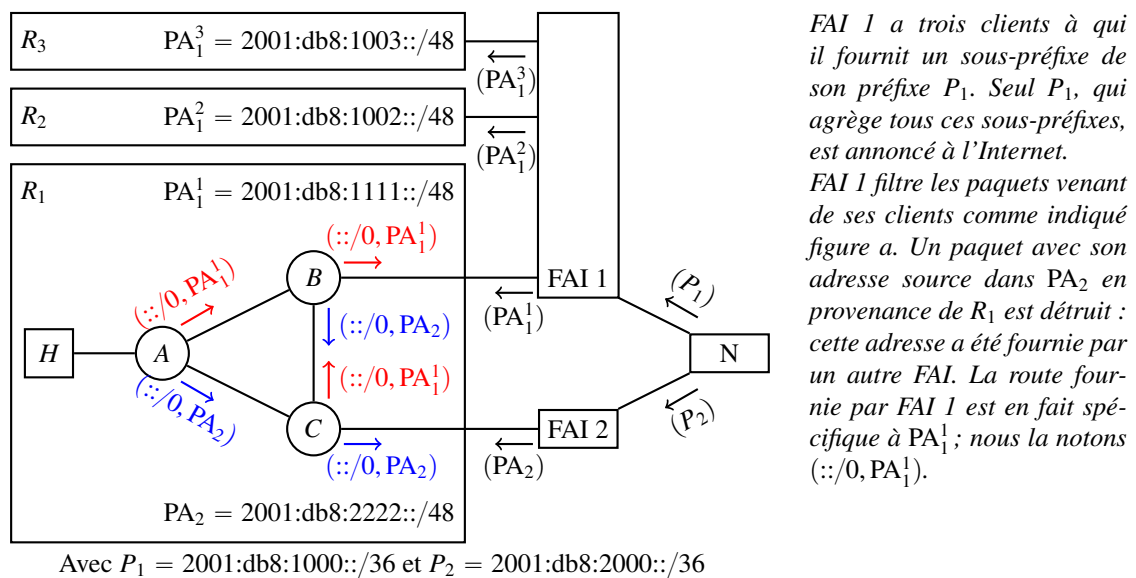 R₃ PA₁³ = 2001:db8:1003::/48
(PA₁³)
R₂ PA₁² = 2001:db8:1002::/48
(PA₁²)
R₁ PA₁¹ = 2001:db8:1111::/48
(::/0, PA₁¹)
(::/0, PA₁¹)
B
FAI 1
(PA₁¹)
(P₁)
(::/0, PA₂)
H
A
N
(::/0, PA₁¹)
(::/0, PA₂)
C
FAI 2
(P₂)
(::/0, PA₂)
(PA₂)
PA₂ = 2001:db8:2222::/48
Avec P₁ = 2001:db8:1000::/36 et P₂ = 2001:db8:2000::/36
FAI 1 a trois clients à qui
il fournit un sous-préfixe de
son préfixe P₁. Seul P₁, qui
agrège tous ces sous-préfixes,
est annoncé à l'Internet.
FAI 1 filtre les paquets venant
de ses clients comme indiqué
figure a. Un paquet avec son
adresse source dans PA₂ en
provenance de R₁ est détruit :
cette adresse a été fournie par
un autre FAI. La route four-
nie par FAI 1 est en fait spé-
cifique à PA₁¹ ; nous la notons
(::/0, PA₁¹).